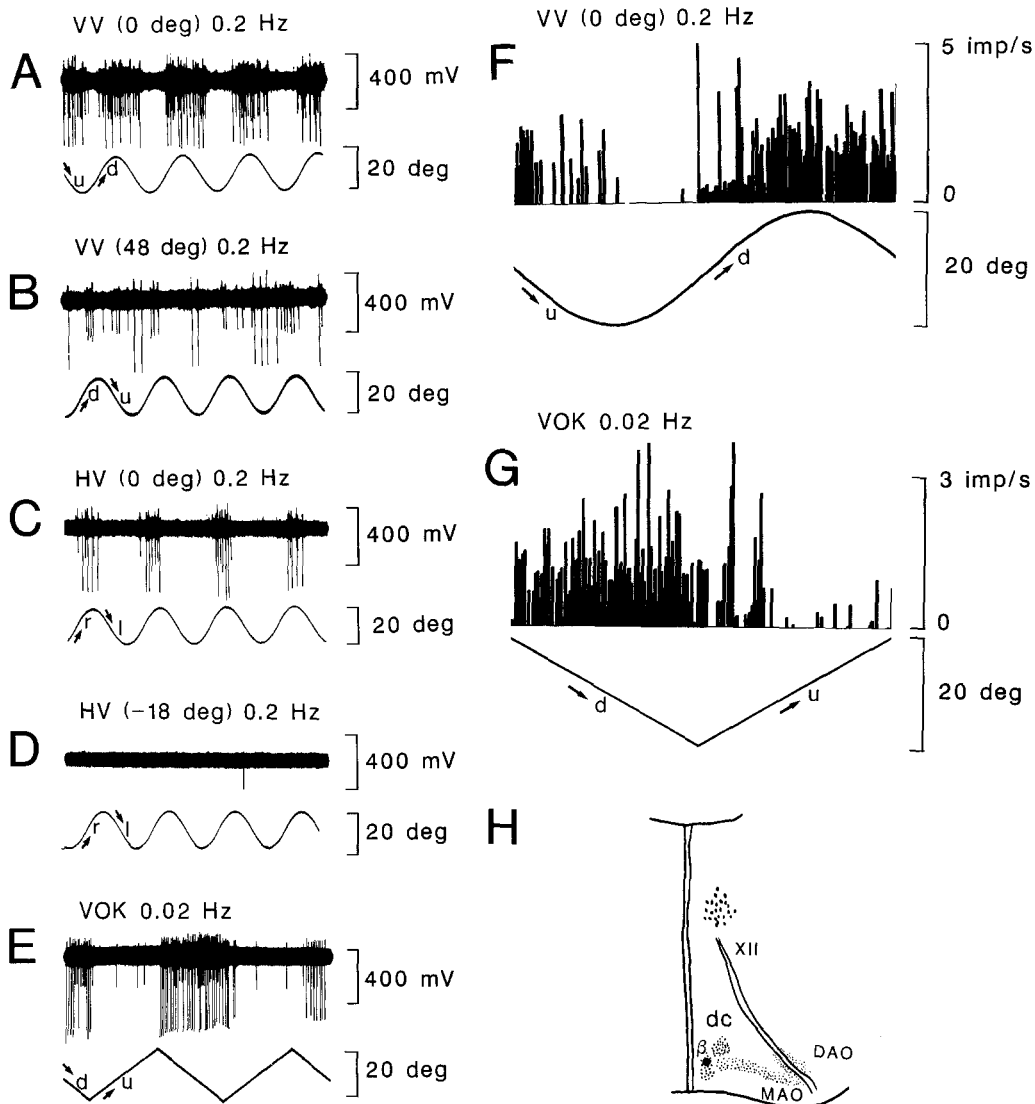 VV (0 deg) 0.2 Hz
A
400 mV
u
d
20 deg
VV (48 deg) 0.2 Hz
B
400 mV
d
u
20 deg
HV (0 deg) 0.2 Hz
C
400 mV
r
l
20 deg
HV (-18 deg) 0.2 Hz
D
400 mV
r
l
20 deg
VOK 0.02 Hz
E
400 mV
d
u
20 deg
VV (0 deg) 0.2 Hz
F
5 imp/s
0
u
d
20 deg
VOK 0.02 Hz
G
3 imp/s
0
d
u
20 deg
H
XII
dc
β
DAO
MAO